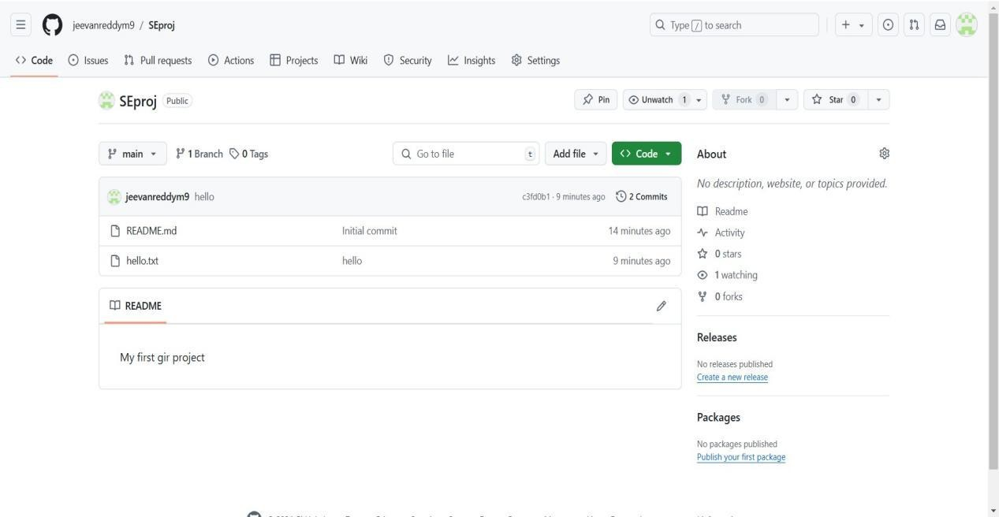 jeevanreddym9 / SEproj
Type / to search
Code Issues Pull requests Actions Projects Wiki Security Insights Settings
SEproj Public
Pin Unwatch 1 Fork 0 Star 0
main 1 Branch 0 Tags
Go to file t Add file Code
jeevanreddym9 hello c3fd0b1 · 9 minutes ago 2 Commits
README.md Initial commit 14 minutes ago
hello.txt hello 9 minutes ago
README
My first gir project
About
No description, website, or topics provided.
Readme
Activity
0 stars
1 watching
0 forks
Releases
No releases published
Create a new release
Packages
No packages published
Publish your first package